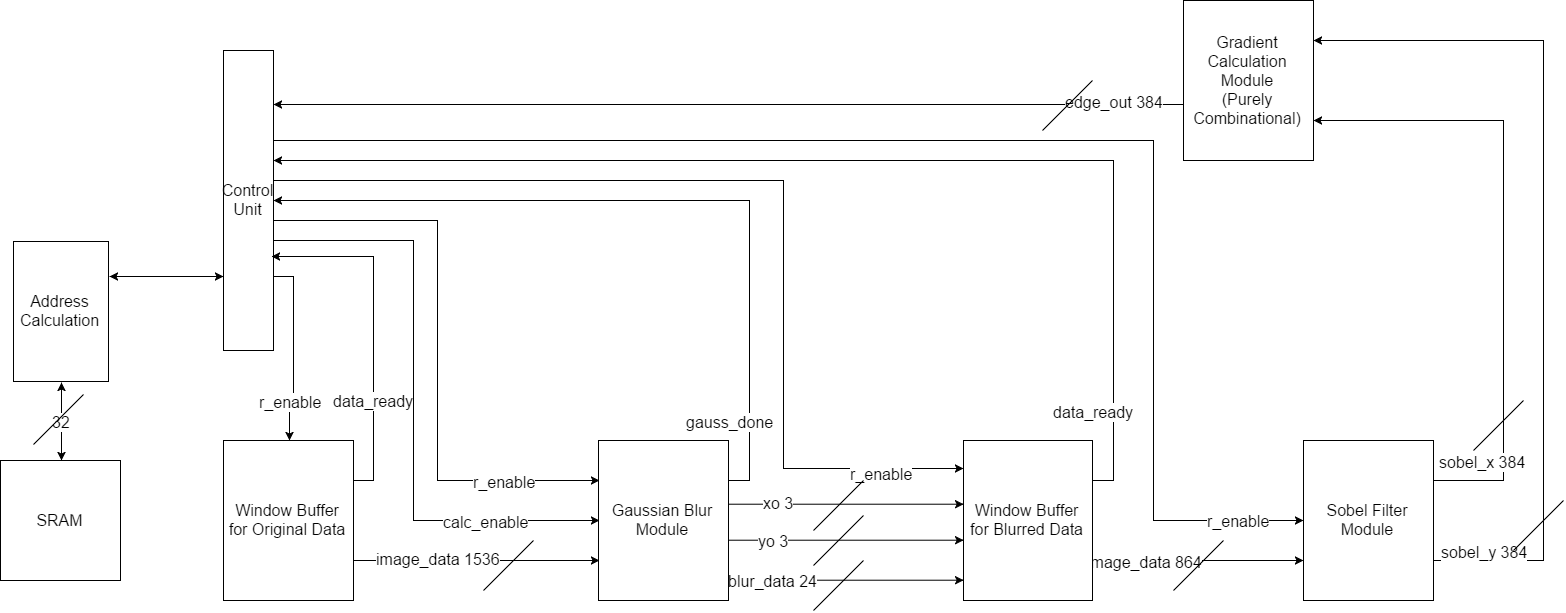 Gradient
Calculation
Module
(Purely
Combinational)
edge_out 384
Control
Unit
Address
Calculation
32
SRAM
r_enable
data_ready
gauss_done
data_ready
Window Buffer
for Original Data
r_enable
calc_enable
image_data 1536
Gaussian Blur
Module
r_enable
xo 3
yo 3
blur_data 24
Window Buffer
for Blurred Data
r_enable
mage_data 864
Sobel Filter
Module
sobel_x 384
sobel_y 384